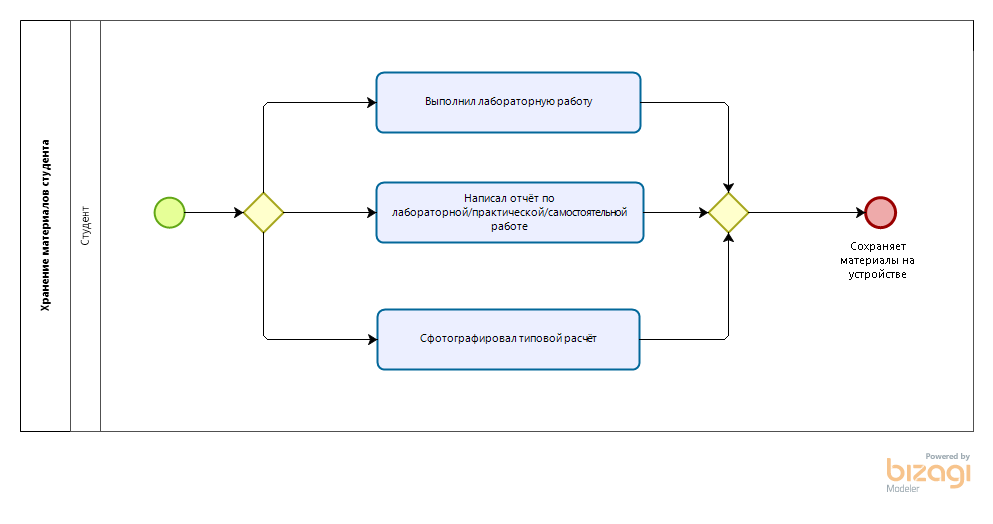 Хранение материалов студента
Студент
Выполнил лабораторную работу
Написал отчёт по
лабораторной/практической/самостоятельной
работе
Сфотографировал типовой расчёт
Сохраняет
материалы на
устройстве
Powered by
bizagi
Modeler